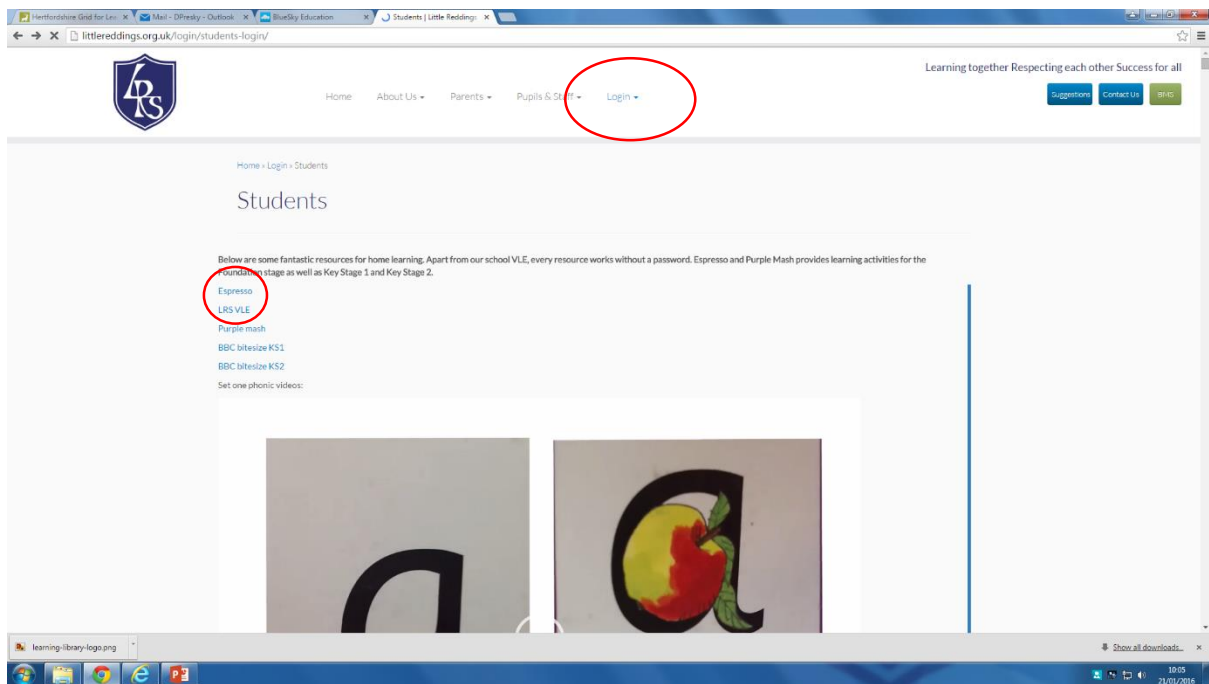 Hertfordshire Grid for Lea
Mail - DPresky - Outlook
BlueSky Education
Students | Little Reddings
littlereddings.org.uk/login/students-login/
LRS
Learning together Respecting each other Success for all
Home About Us Parents Pupils & Staff Login
Suggestions Contact Us
Home » Login » Students
Students
Below are some fantastic resources for home learning. Apart from our school VLE, every resource works without a password. Espresso and Purple Mash provides learning activities for the
Foundation stage as well as Key Stage 1 and Key Stage 2.
Espresso
LRS VLE
Purple mash
BBC bitesize KS1
BBC bitesize KS2
Set one phonic videos:
a a
learning-library-logo.png
Show all downloads...
10:05
21/01/2016